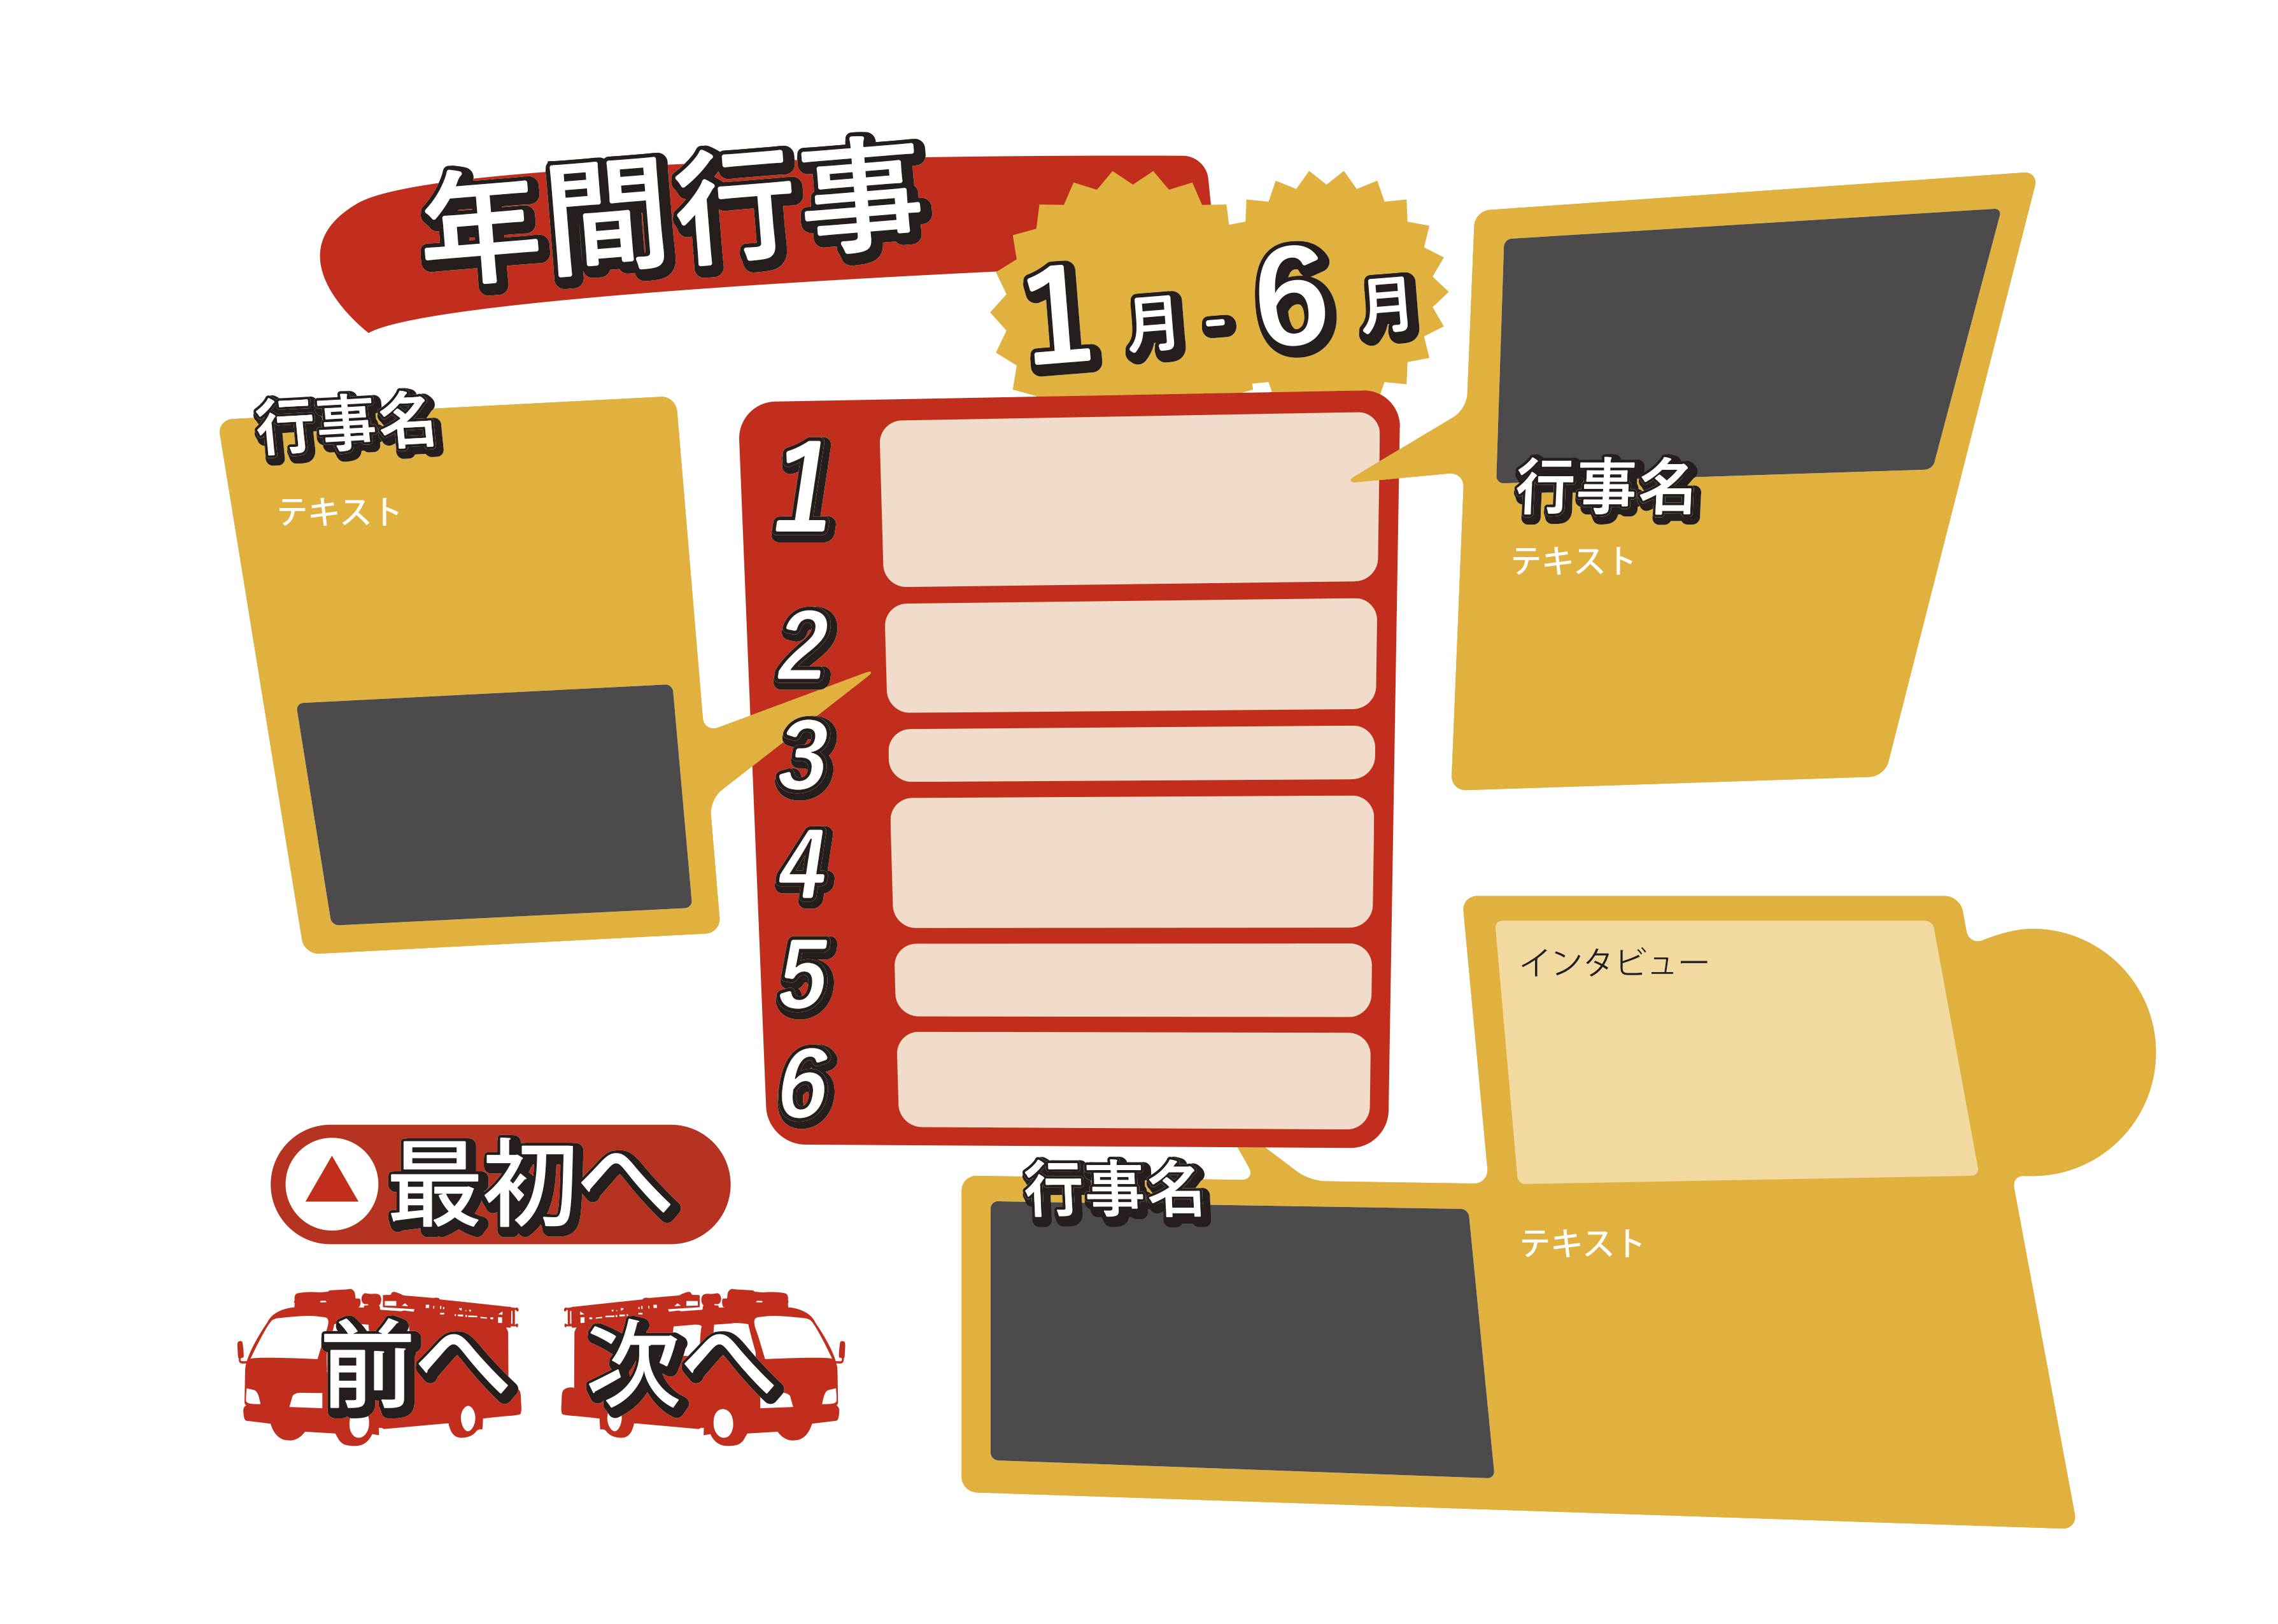 年間行事
1月-6月
行事名
テキスト
1
2
3
4
5
6
行事名
テキスト
インタビュー
テキスト
行事名
最初へ
前へ
次へ